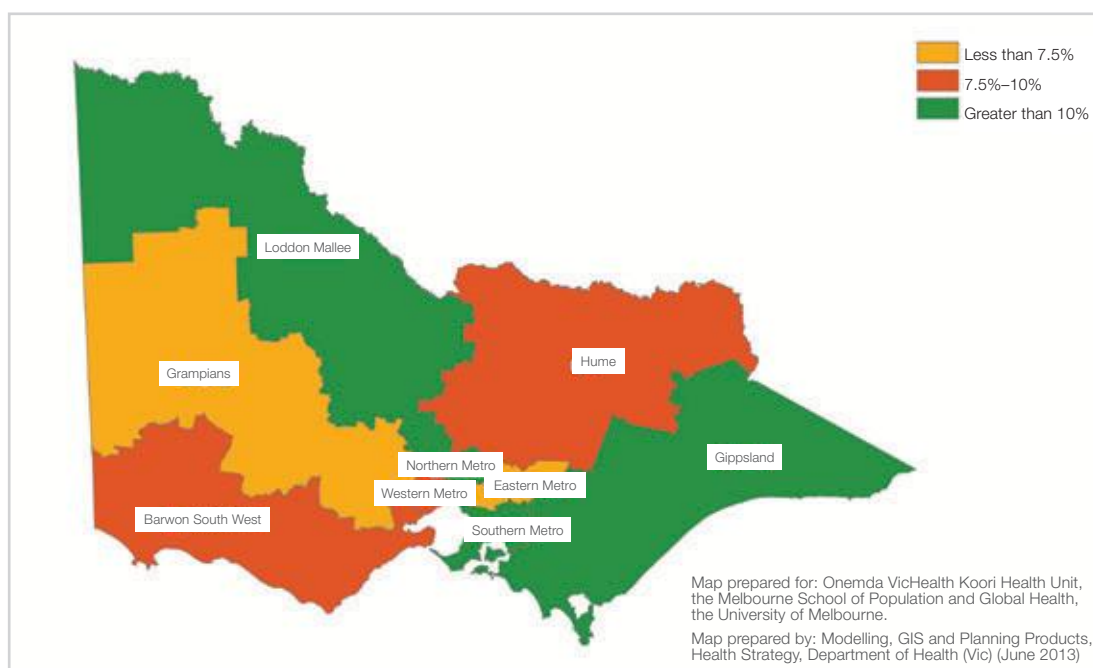 Less than 7.5%
7.5%–10%
Greater than 10%
Loddon Mallee
Hume
Grampians
Gippsland
Northern Metro
Eastern Metro
Western Metro
Barwon South West
Southern Metro
Map prepared for: Onemda VicHealth Koori Health Unit,
the Melbourne School of Population and Global Health,
the University of Melbourne.
Map prepared by: Modelling, GIS and Planning Products,
Health Strategy, Department of Health (Vic) (June 2013)